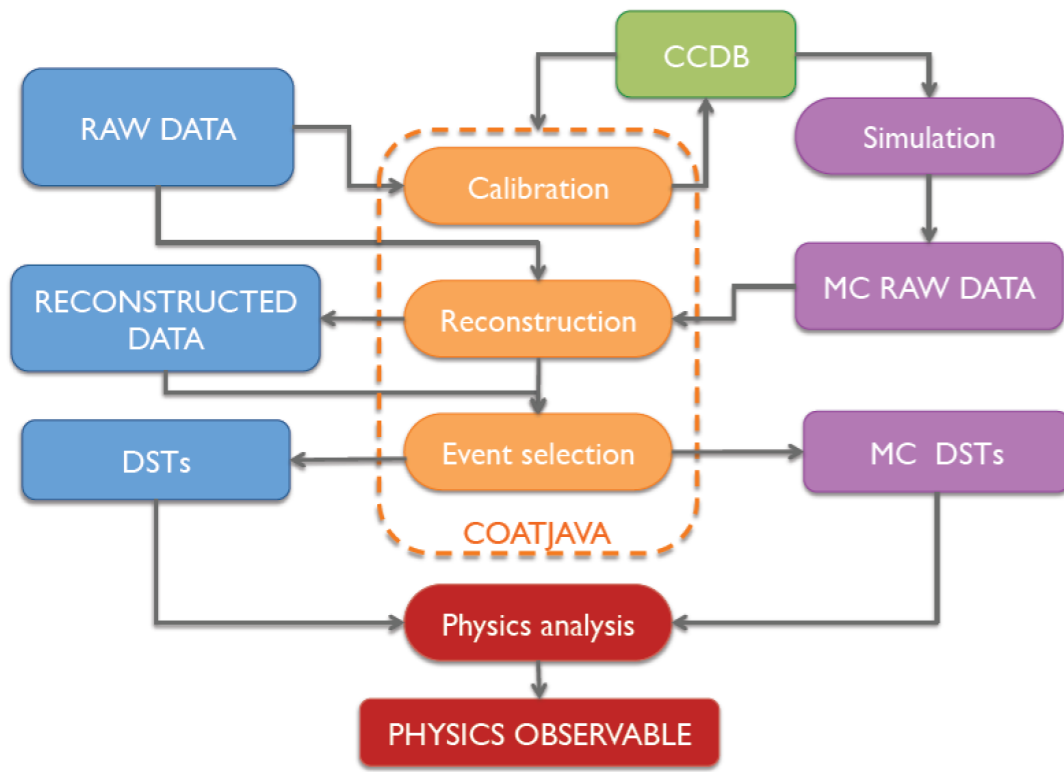 CCDB
RAW DATA
Simulation
Calibration
RECONSTRUCTED
DATA
Reconstruction
MC RAW DATA
DSTs
Event selection
MC DSTs
COATJAVA
Physics analysis
PHYSICS OBSERVABLE